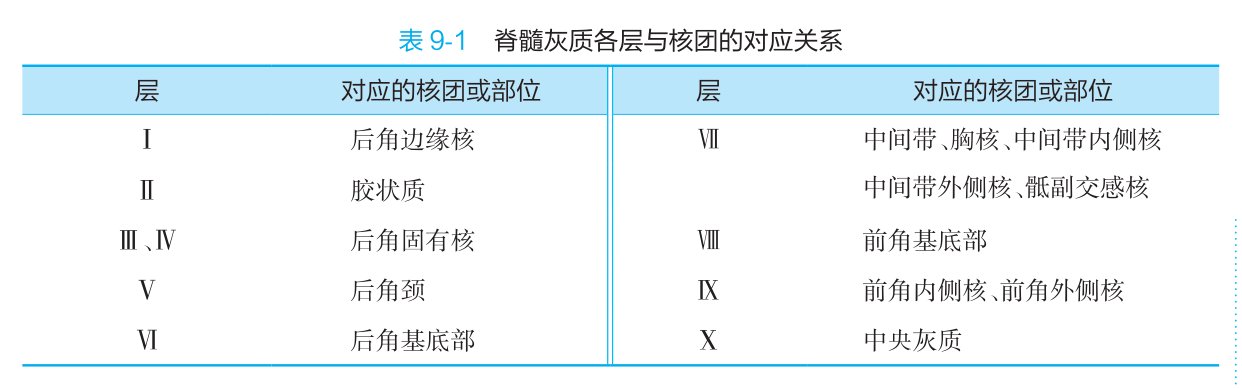 表 9-1 脊髓灰质各层与核团的对应关系
层 对应的核团或部位 层 对应的核团或部位
Ⅰ 后角边缘核 Ⅶ 中间带、胸核、中间带内侧核
Ⅱ 胶状质 中间带外侧核、骶副交感核
Ⅲ、Ⅳ 后角固有核 Ⅷ 前角基底部
Ⅴ 后角颈 Ⅸ 前角内侧核、前角外侧核
Ⅵ 后角基底部 Ⅹ 中央灰质